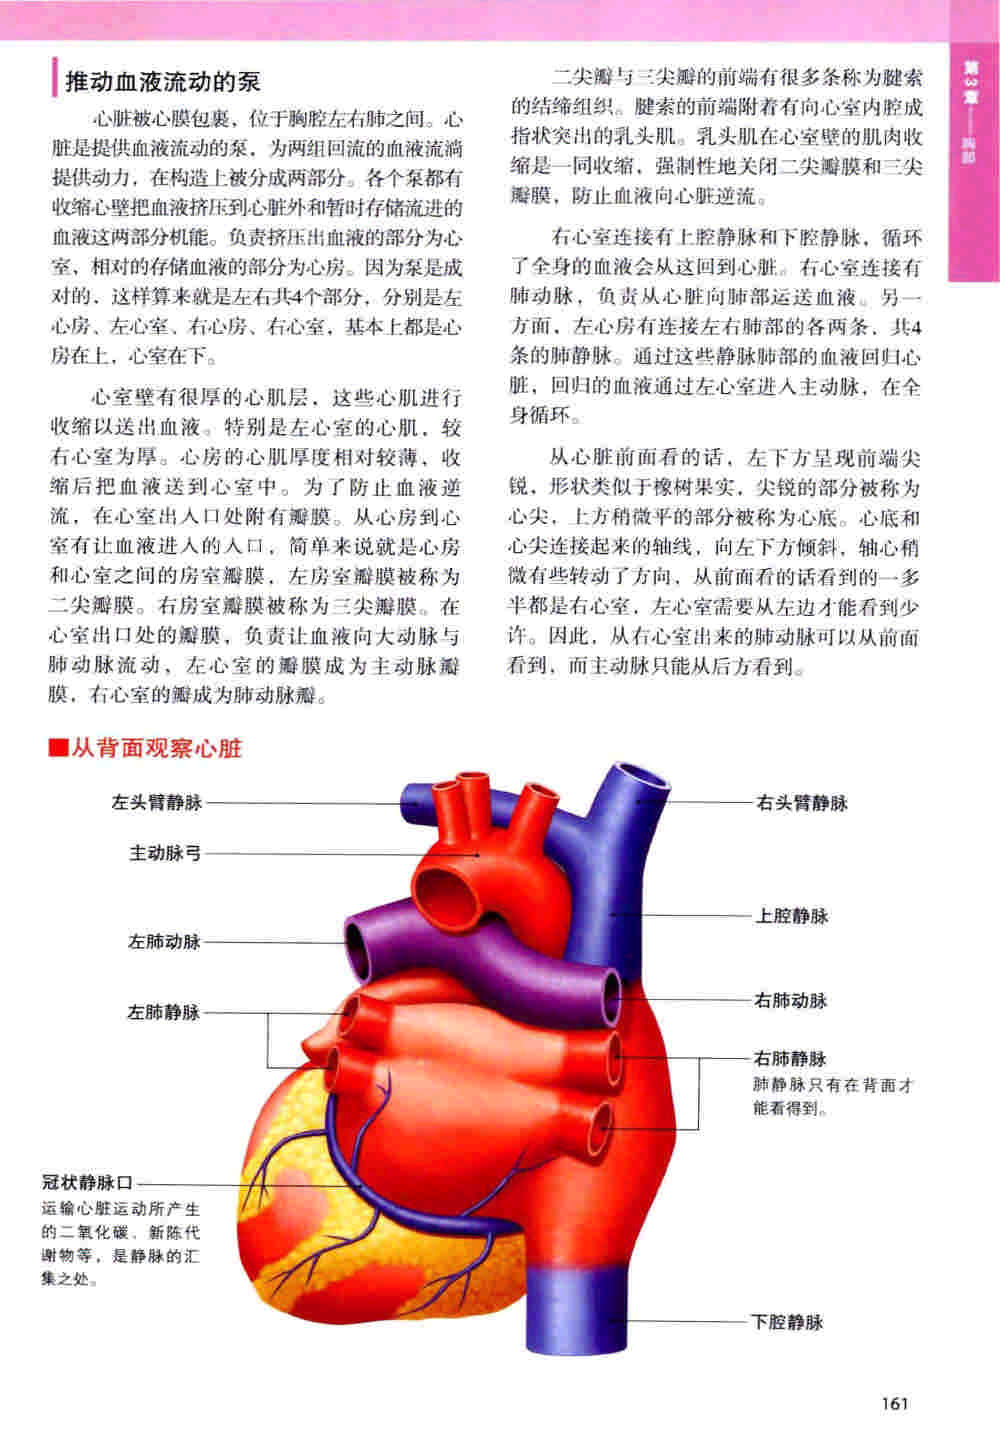 推动血液流动的泵
心脏被心膜包裹，位于胸腔左右肺之间。心
脏是提供血液流动的泵，为两组回流的血液流淌
提供动力，在构造上被分成两部分。各个泵都有
收缩心壁把血液挤压到心脏外和暂时存储流进的
血液这两部分机能。负责挤压出血液的部分为心
室，相对的存储血液的部分为心房。因为泵是成
对的，这样算来就是左右共4个部分，分别是左
心房、左心室、右心房、右心室，基本上都是心
房在上，心室在下。
心室壁有很厚的心肌层，这些心肌进行
收缩以送出血液。特别是左心室的心肌，较
右心室为厚。心房的心肌厚度相对较薄，收
缩后把血液送到心室中。为了防止血液逆
流，在心室出入口处附有瓣膜。从心房到心
室有让血液进入的入口，简单来说就是心房
和心室之间的房室瓣膜，左房室瓣膜被称为
二尖瓣膜。右房室瓣膜被称为三尖瓣膜。在
心室出口处的瓣膜，负责让血液向大动脉与
肺动脉流动，左心室的瓣膜成为主动脉瓣
膜，右心室的瓣成为肺动脉瓣。
二尖瓣与三尖瓣的前端有很多条称为腱索
的结缔组织。腱索的前端附着有向心室内腔成
指状突出的乳头肌。乳头肌在心室壁的肌肉收
缩是一同收缩，强制性地关闭二尖瓣膜和三尖
瓣膜，防止血液向心脏逆流。
右心室连接有上腔静脉和下腔静脉，循环
了全身的血液会从这回到心脏。右心室连接有
肺动脉，负责从心脏向肺部运送血液。另一
方面，左心房有连接左右肺部的各两条，共4
条的肺静脉。通过这些静脉肺部的血液回归心
脏，回归的血液通过左心室进入主动脉，在全
身循环。
从心脏前面看的话，左下方呈现前端尖
锐，形状类似于橡树果实，尖锐的部分被称为
心尖，上方稍微平的部分被称为心底。心底和
心尖连接起来的轴线，向左下方倾斜，轴心稍
微有些转动了方向，从前面看的话看到的一多
半都是右心室，左心室需要从左边才能看到少
许。因此，从右心室出来的肺动脉可以从前面
看到，而主动脉只能从后方看到。
第3章
胸部
■从背面观察心脏
左头臂静脉
主动脉弓
左肺动脉
左肺静脉
冠状静脉口
运输心脏运动所产生
的二氧化碳、新陈代
谢物等，是静脉的汇
集之处。
右头臂静脉
上腔静脉
右肺动脉
右肺静脉
肺静脉只有在背面才
能看得到。
下腔静脉
161